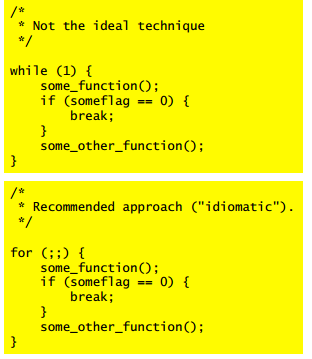 /*
 * Not the ideal technique
 */
while (1) {
    some_function();
    if (someflag == 0) {
        break;
    }
    some_other_function();
}
/*
 * Recommended approach ("idiomatic").
 */
for (;;) {
    some_function();
    if (someflag == 0) {
        break;
    }
    some_other_function();
}